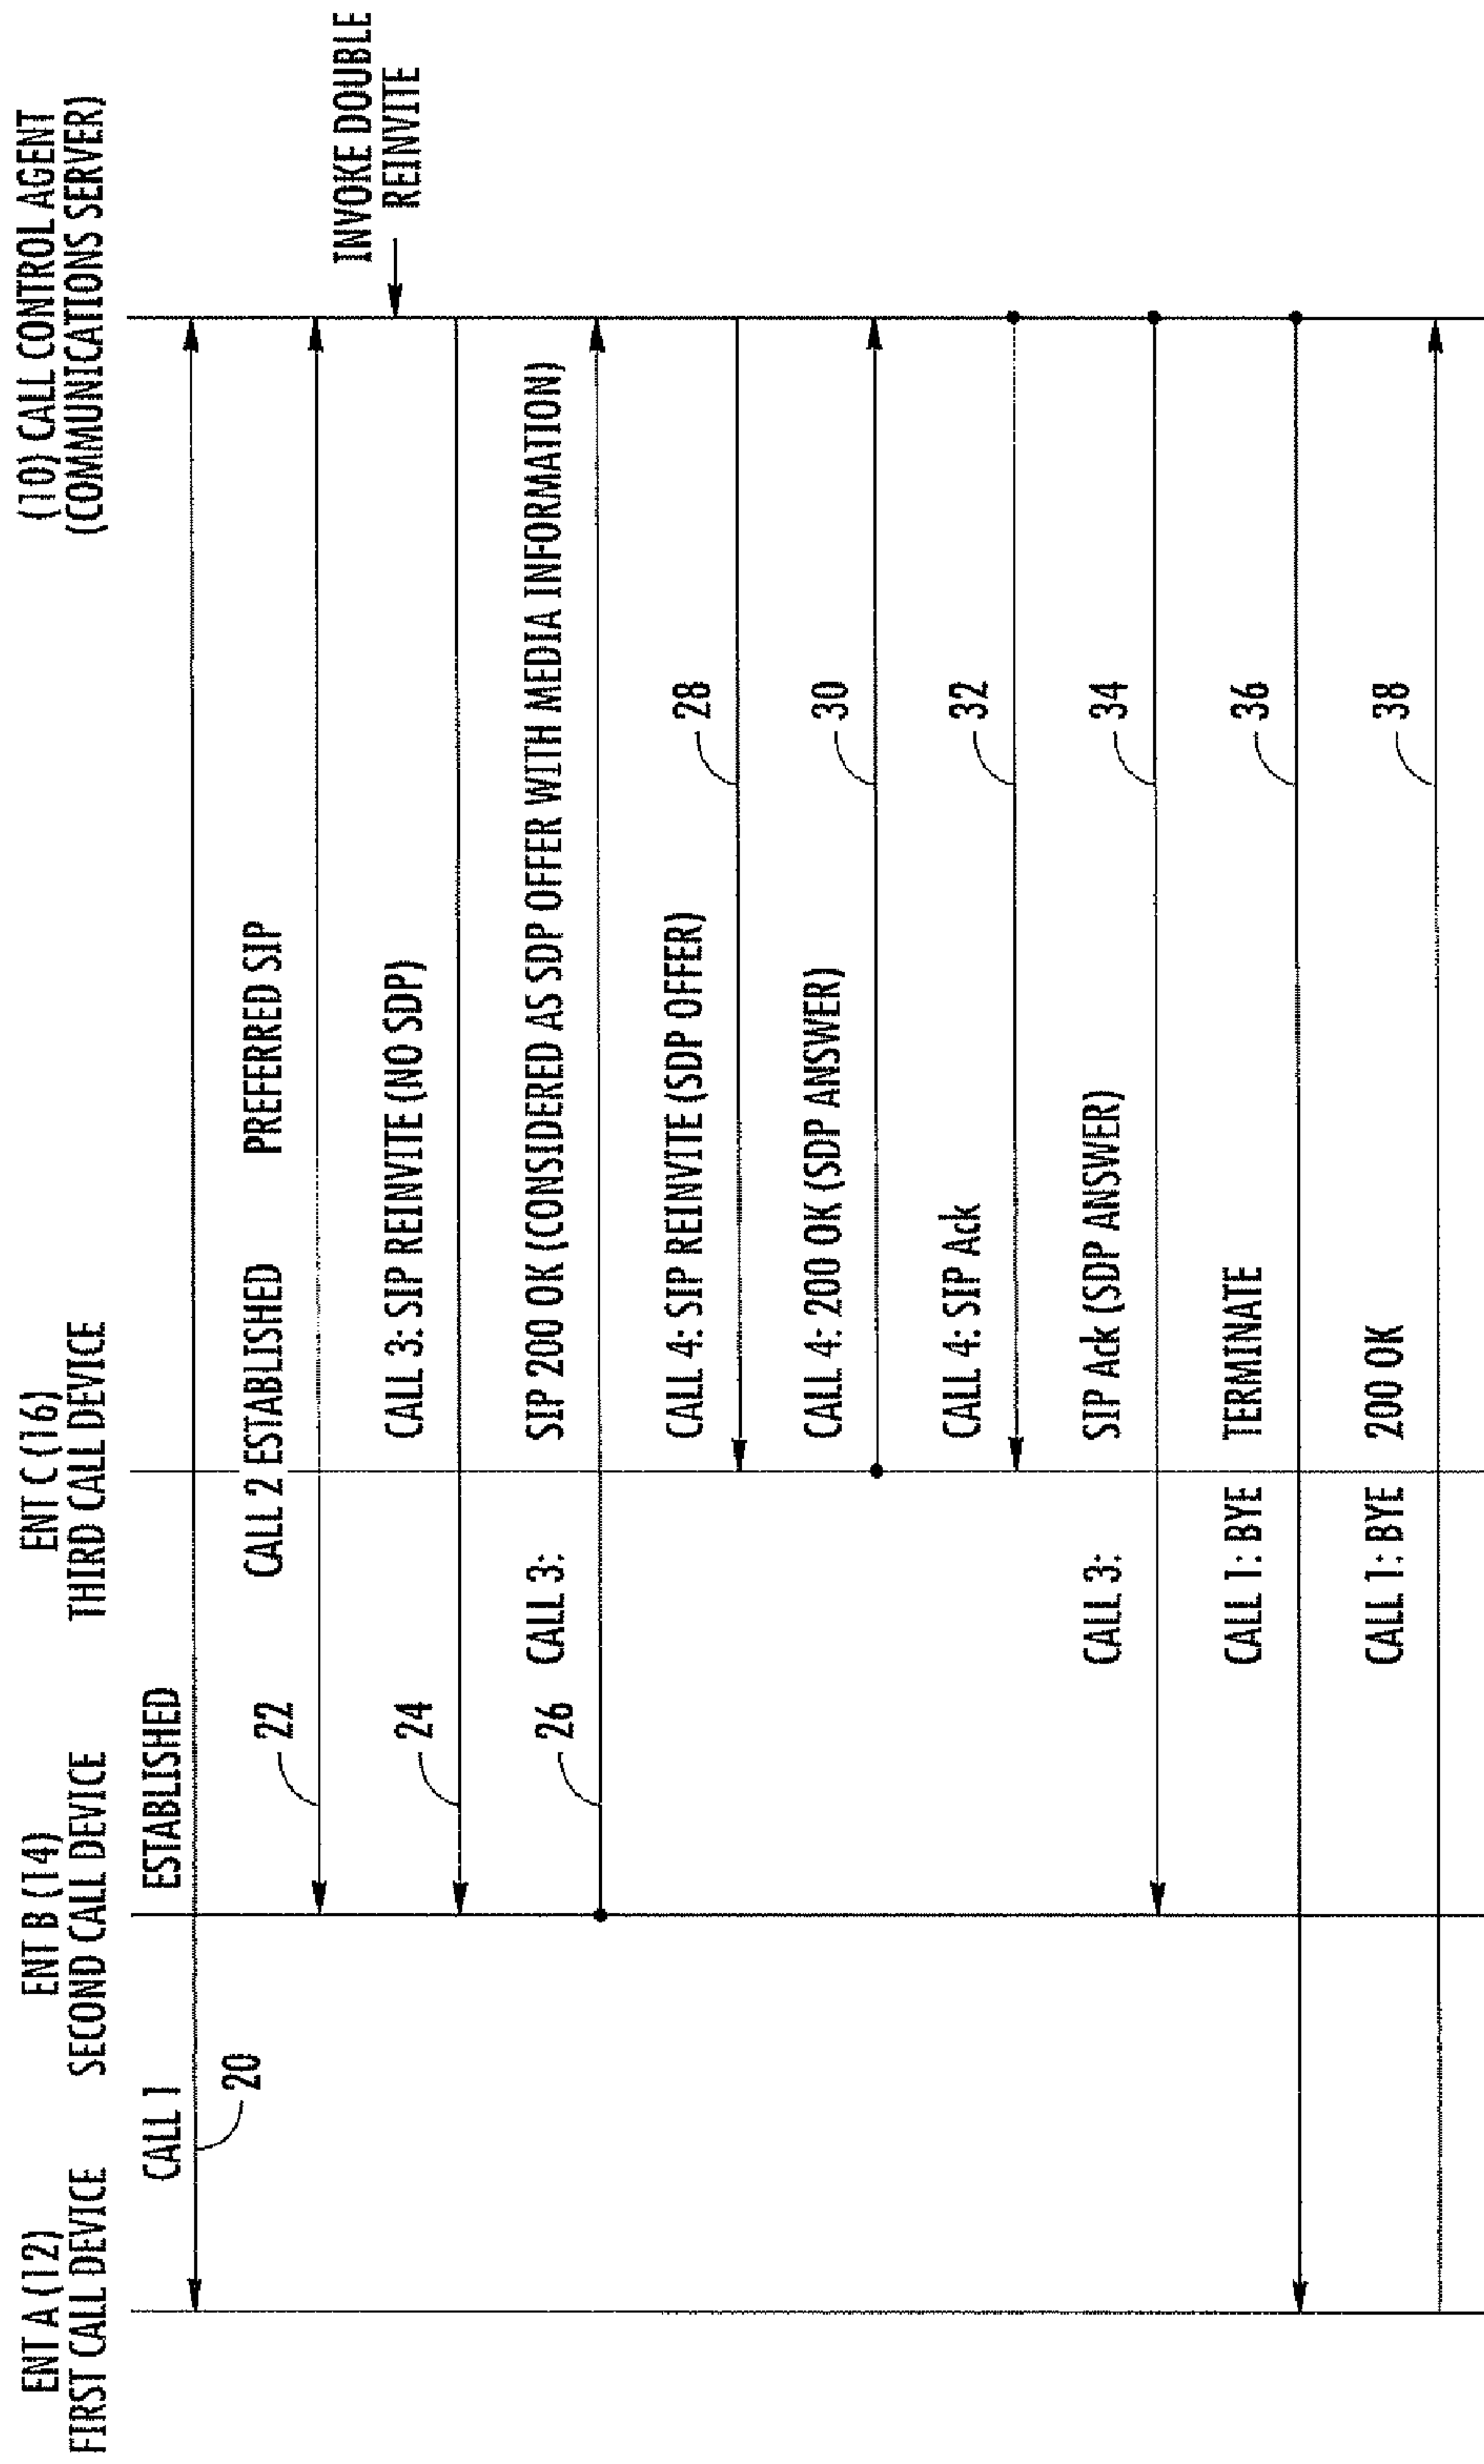 ENT A (12)
FIRST CALL DEVICE
ENT B (14)
SECOND CALL DEVICE
ENT C (16)
THIRD CALL DEVICE
(10) CALL CONTROL AGENT
(COMMUNICATIONS SERVER)
CALL 1 ESTABLISHED
20
CALL 2 ESTABLISHED PREFERRED SIP
22
INVOKE DOUBLE
REINVITE
CALL 3: SIP REINVITE (NO SDP)
24
CALL 3: SIP 200 OK (CONSIDERED AS SDP OFFER WITH MEDIA INFORMATION)
26
CALL 4: SIP REINVITE (SDP OFFER)
28
CALL 4: 200 OK (SDP ANSWER)
30
CALL 4: SIP Ack
32
CALL 3: SIP Ack (SDP ANSWER)
34
CALL 1: BYE TERMINATE
36
CALL 1: BYE 200 OK
38